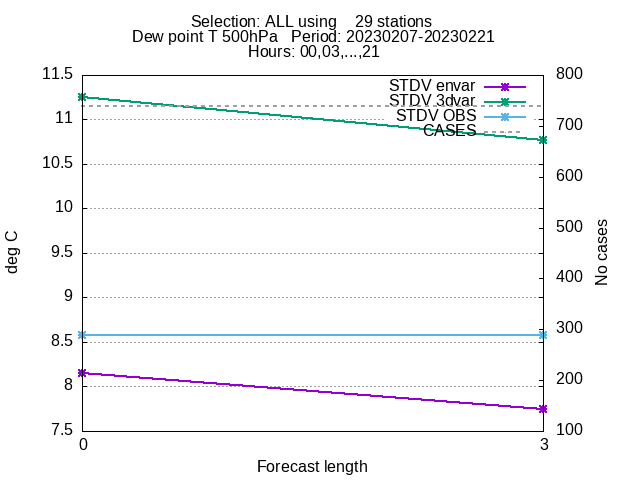 Selection: ALL using    29 stations
Dew point T 500hPa   Period: 20230207-20230221
Hours: 00,03,...,21
STDV envar
STDV 3dvar
STDV OBS
CASES
11.5
11
10.5
10
9.5
9
8.5
8
7.5
deg C
800
700
600
500
400
300
200
100
No cases
0
3
Forecast length